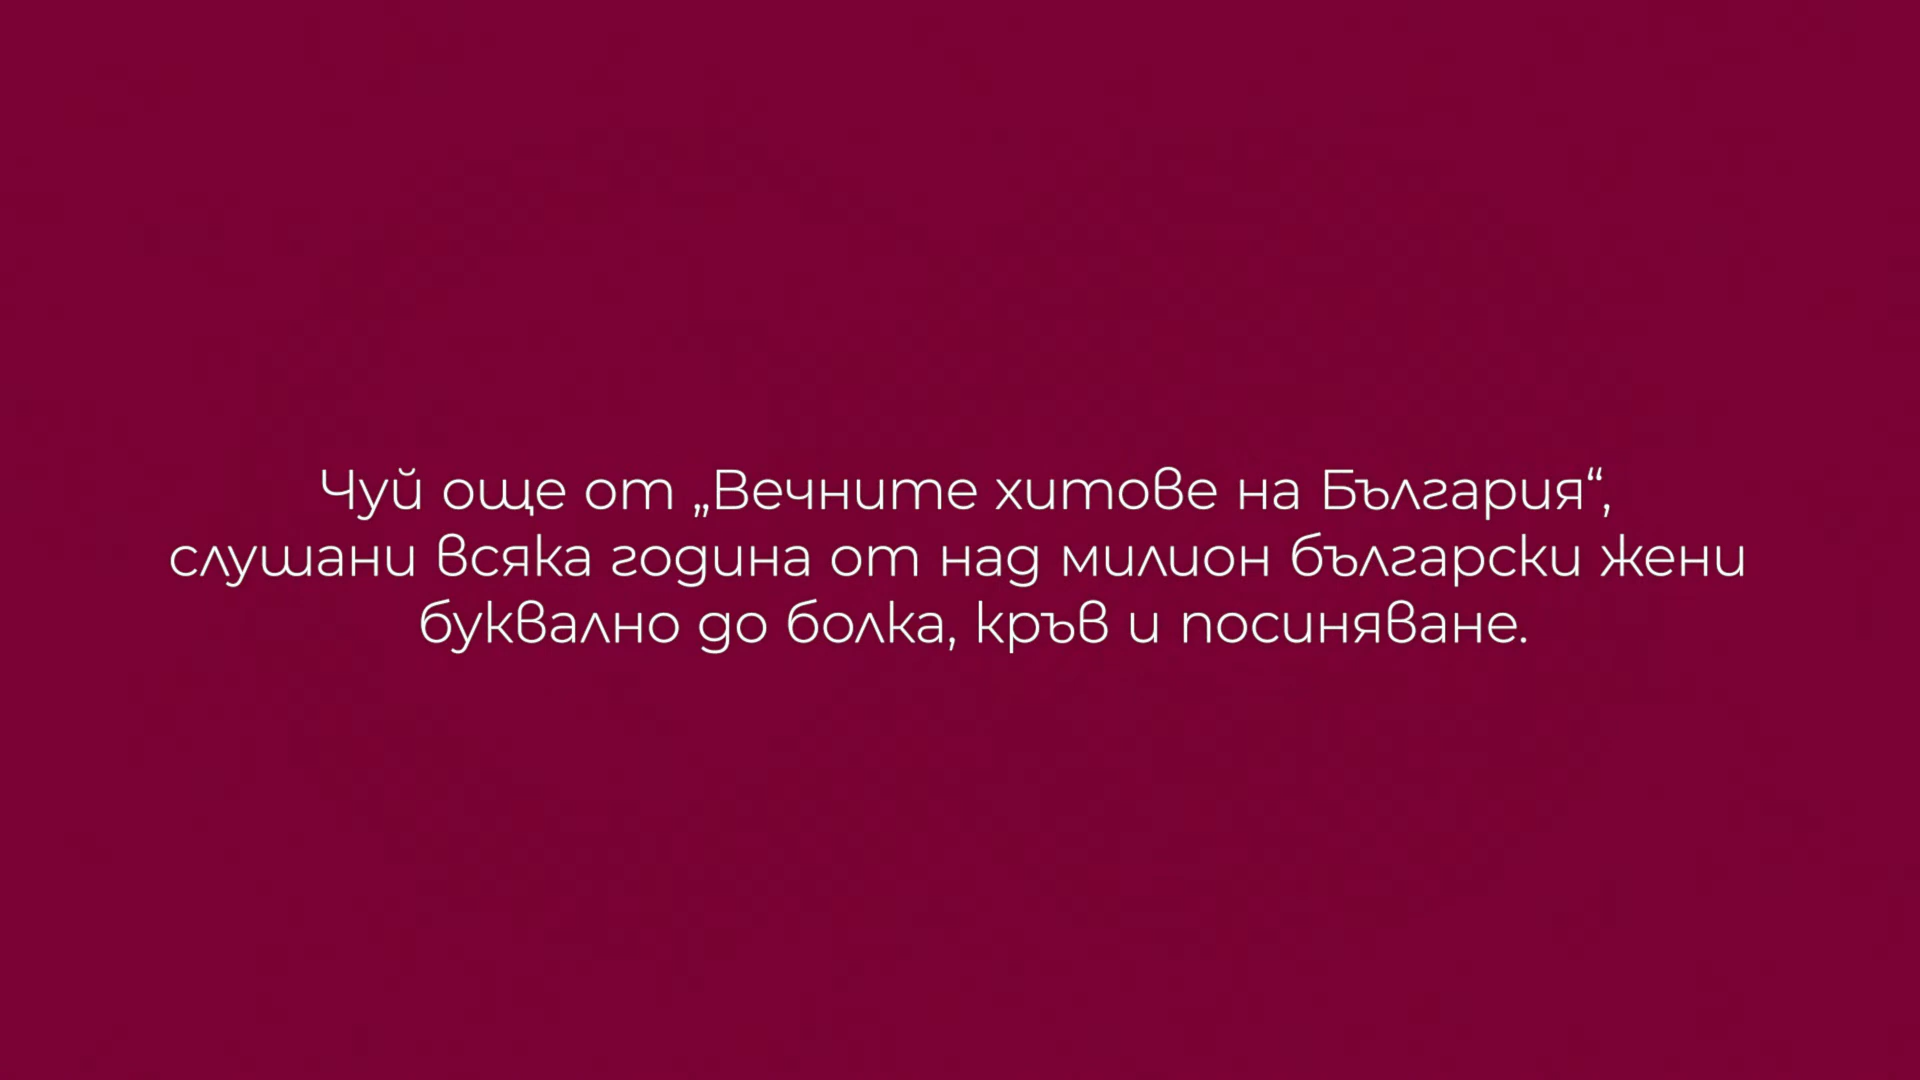 Чуй още от „Вечните хитове на България“,
слушани всяка година от над милион български жени
буквално до болка, кръв и посиняване.